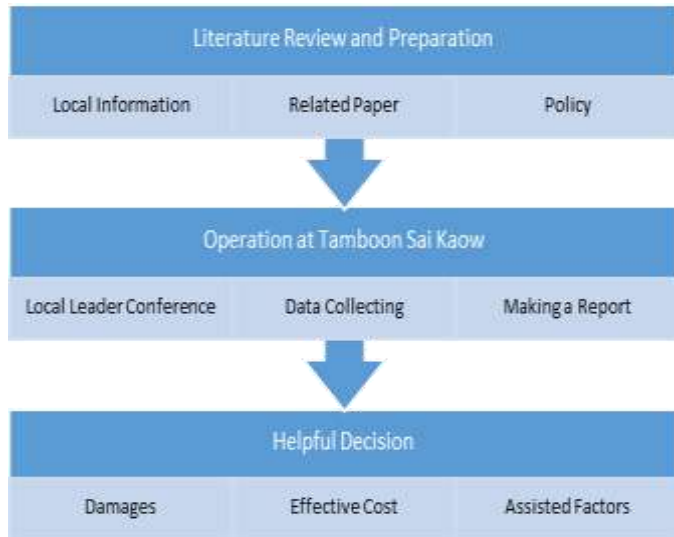 Literature Review and Preparation
Local Information
Related Paper
Policy
Operation at Tamboon Sai Kaow
Local Leader Conference
Data Collecting
Making a Report
Helpful Decision
Damages
Effective Cost
Assisted Factors